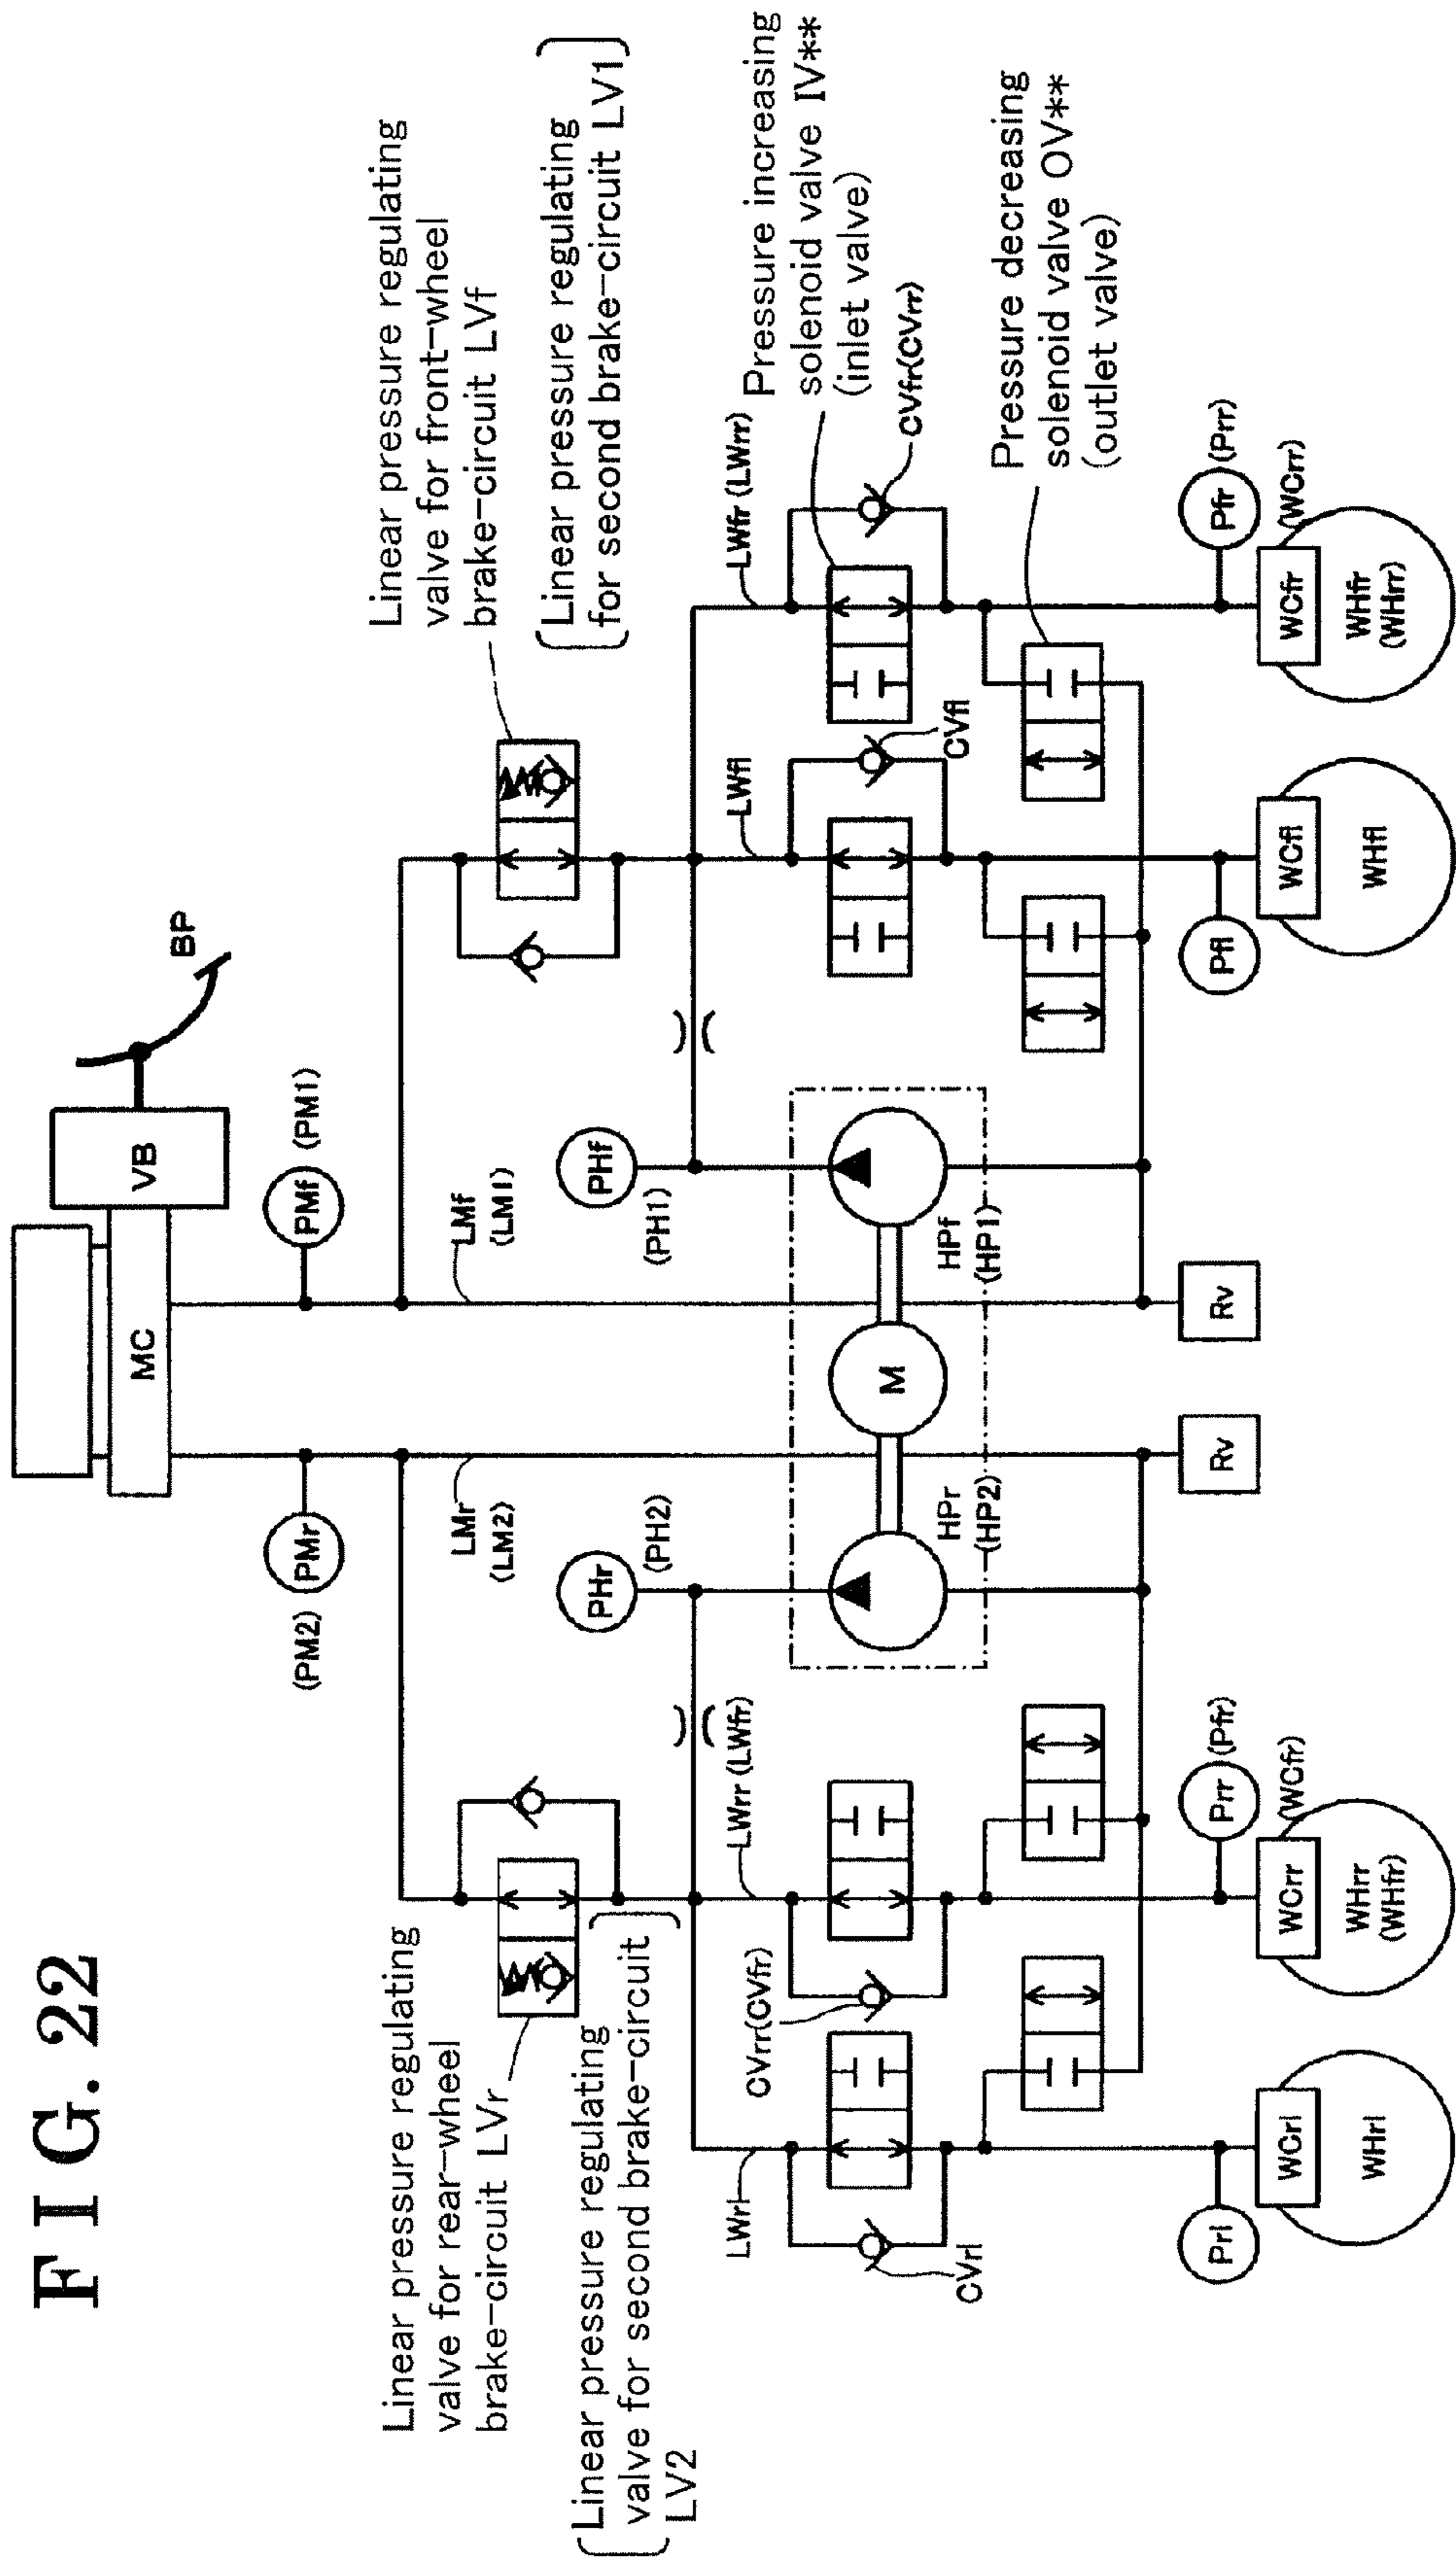 FIG. 22
BP
VB
MC
(PM2)
PMr
PMf
(PM1)
Linear pressure regulating
valve for rear-wheel
brake-circuit LVr
Linear pressure regulating
valve for second brake-circuit
LV2
Linear pressure regulating
valve for front-wheel
brake-circuit LVf
Linear pressure regulating
for second brake-circuit LV1
LMr
(LM2)
LMf
(LM1)
PHr
(PH2)
PHf
(PH1)
LWrl
LWrr (LWfr)
LWfl
LWfr (LWrr)
Pressure increasing
solenoid valve IV**
(inlet valve)
CVrr(CVfr)
CVrl
CVfl
CVfr(CVrr)
M
HPr
(HP2)
HPf
(HP1)
Pressure decreasing
solenoid valve OV**
(outlet valve)
Prl
Prr
(Pfr)
Rv
Rv
Pfl
Pfr
(Prr)
WCrl
WCrr
(WCfr)
WCfl
WCfr
(WCrr)
WHrl
WHrr
(WHfr)
WHfl
WHfr
(WHrr)